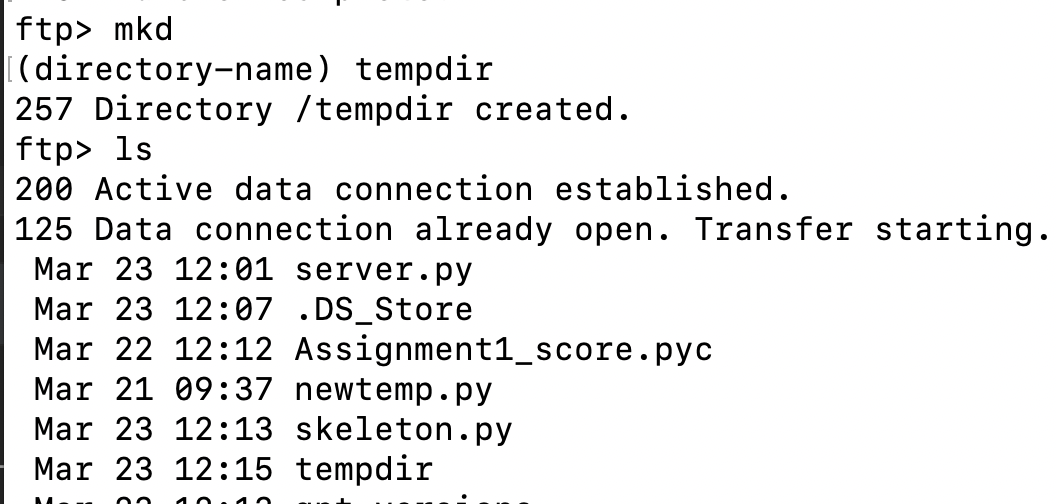 ftp> mkd
(directory-name) tempdir
257 Directory /tempdir created.
ftp> ls
200 Active data connection established.
125 Data connection already open. Transfer starting.
Mar 23 12:01 server.py
Mar 23 12:07 .DS_Store
Mar 22 12:12 Assignment1_score.pyc
Mar 21 09:37 newtemp.py
Mar 23 12:13 skeleton.py
Mar 23 12:15 tempdir